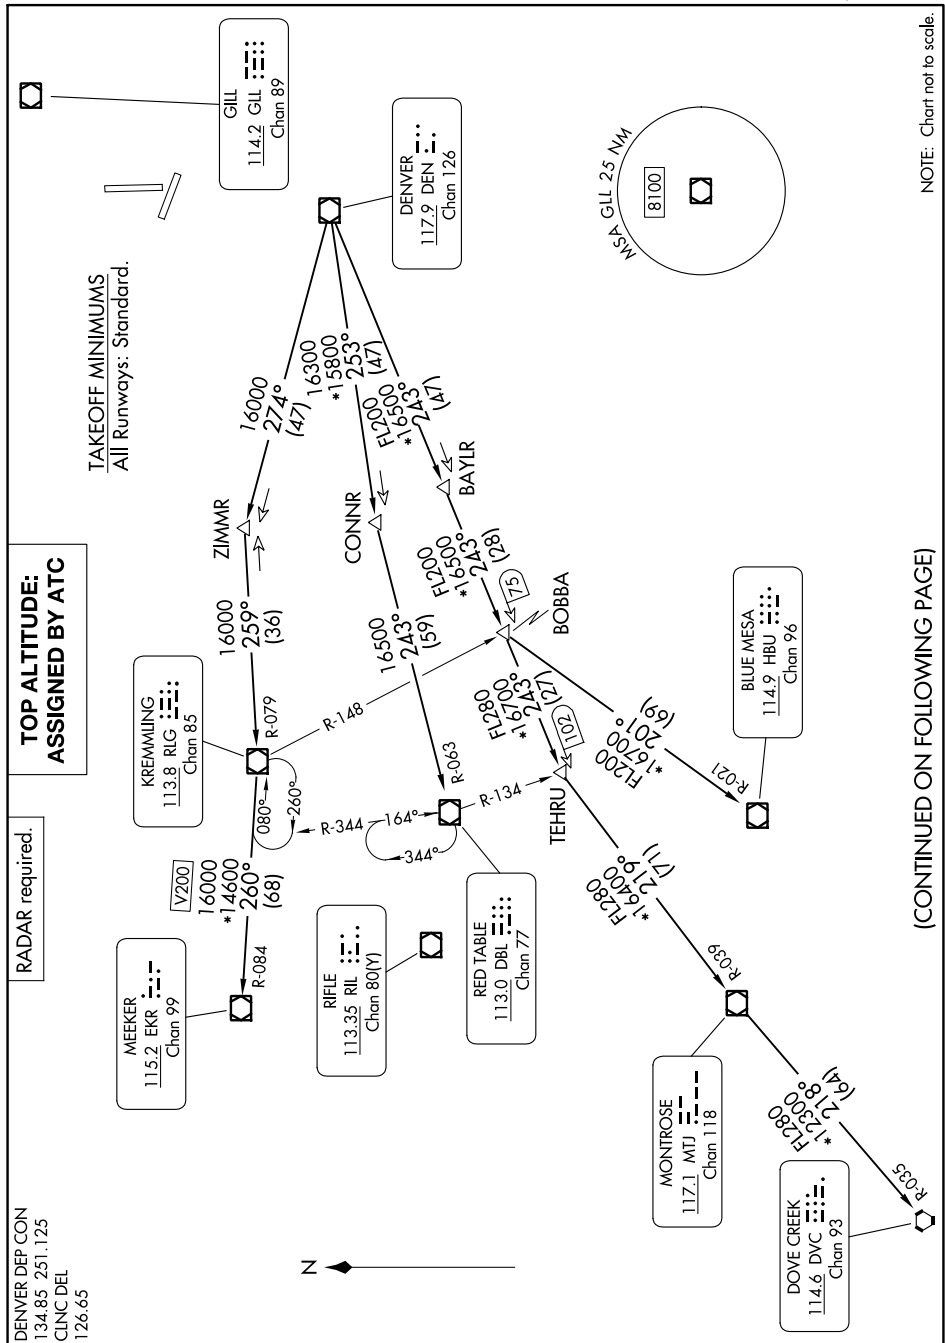 DENVER DEP CON
134.85 251.125
CLNC DEL
126.65
RADAR required.
TOP ALTITUDE:
ASSIGNED BY ATC
TAKEOFF MINIMUMS
All Runways: Standard.
GILL
114.2 GLL
Chan 89
DENVER
117.9 DEN
Chan 126
MEEKER
115.2 EKR
Chan 99
KREMMLING
113.8 RLG
Chan 85
RIFLE
113.35 RIL
Chan 80(Y)
RED TABLE
113.0 DBL
Chan 77
MONTROSE
117.1 MTJ
Chan 118
DOVE CREEK
114.6 DVC
Chan 93
BLUE MESA
114.9 HBU
Chan 96
N
V200
16000
*14600
260°
(68)
R-084
080°
260°
R-079
16000
259°
(36)
ZIMMR
16000
274°
(47)
16300
*15800
253°
(47)
FL200
*16500
243°
(47)
CONNR
BAYLR
16500
243°
(59)
R-063
FL200
*16500
243°
(28)
75
BOBBA
R-148
R-344
164°
344°
R-134
FL280
*16700
243°
(27)
102
TEHRU
FL200
*16700
201°
(69)
R-021
FL280
*16400
219°
(71)
R-039
FL280
*12300
218°
(64)
R-035
MSA GLL 25 NM
8100
NOTE: Chart not to scale.
(CONTINUED ON FOLLOWING PAGE)